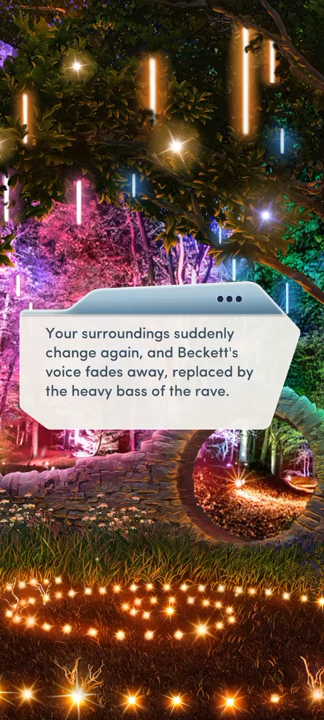 Your surroundings suddenly
change again, and Beckett's
voice fades away, replaced by
the heavy bass of the rave.